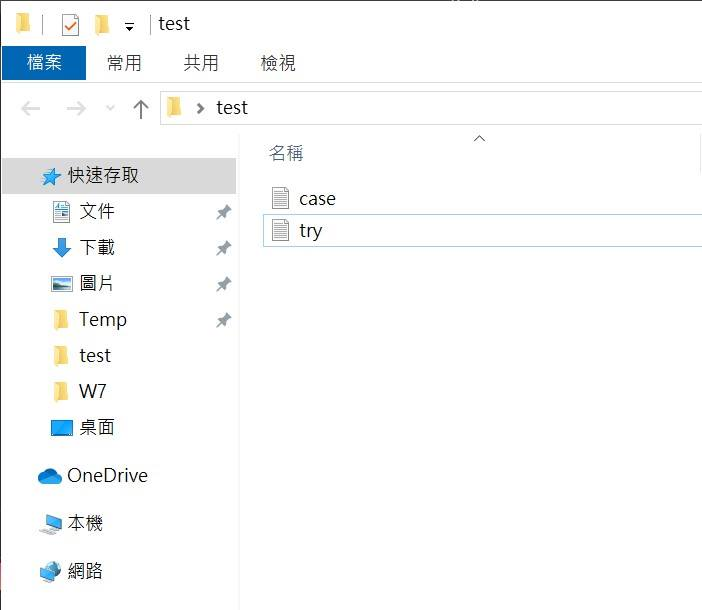 test
檔案 常用 共用 檢視
test
名稱
case
try
快速存取
文件
下載
圖片
Temp
test
W7
桌面
OneDrive
本機
網路